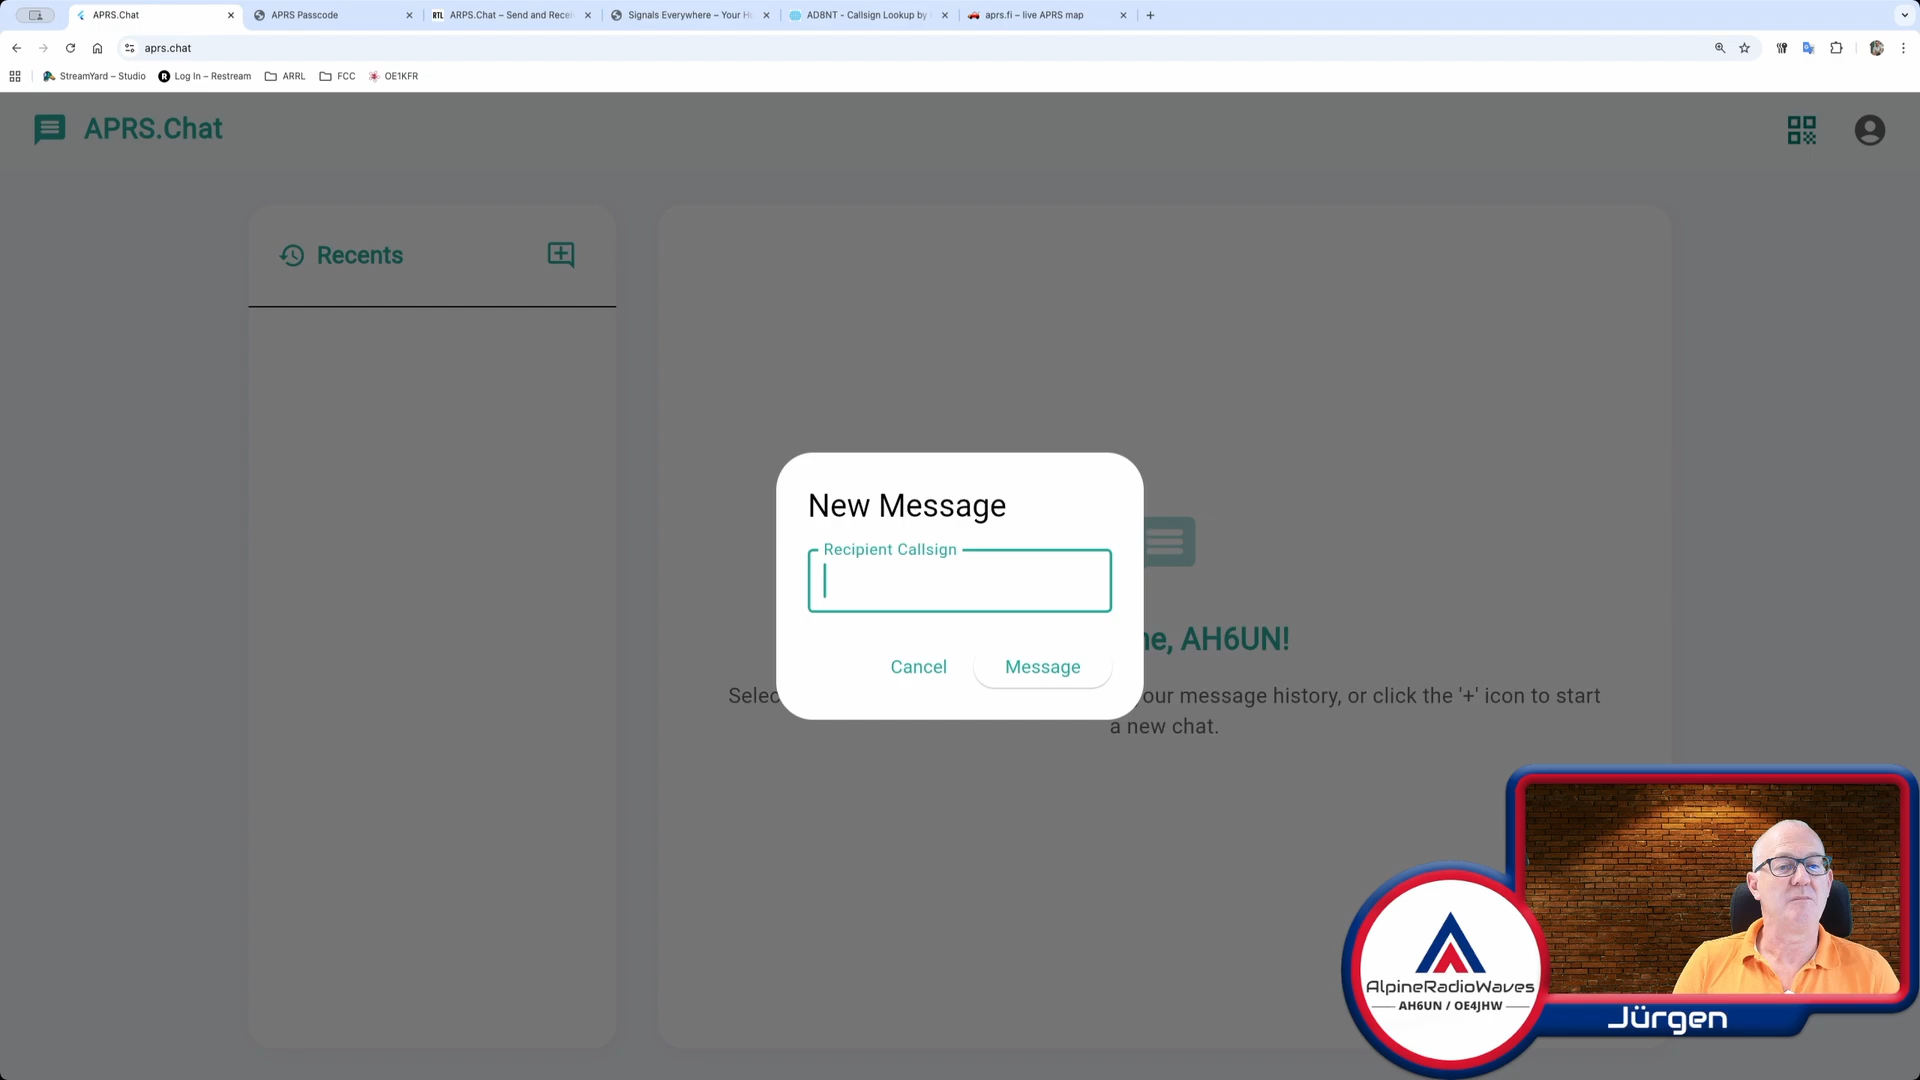 APRS.Chat
APRS Passcode
RTL
ARPS.Chat – Send and Recei
Signals Everywhere – Your Ho
AD8NT - Callsign Lookup by
aprs.fi – live APRS map
aprs.chat
StreamYard – Studio
R
Log In – Restream
ARRL
FCC
OE1KFR
APRS.Chat
Recents
New Message
Recipient Callsign
Cancel
Message
ne, AH6UN!
Selec
our message history, or click the '+' icon to start
a new chat.
AlpineRadioWaves
AH6UN / OE4JHW
Jürgen